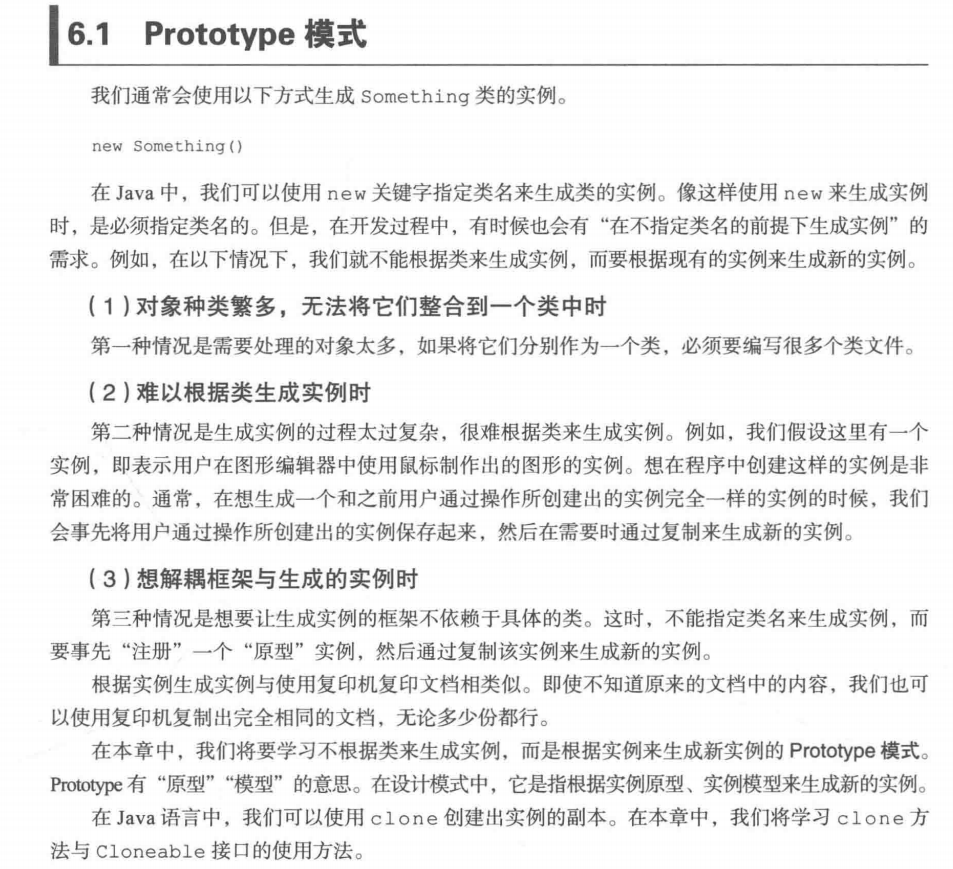 6.1 Prototype 模式
我们通常会使用以下方式生成 Something 类的实例。
new Something()
在 Java 中，我们可以使用 new 关键字指定类名来生成类的实例。像这样使用 new 来生成实例
时，是必须指定类名的。但是，在开发过程中，有时候也会有“在不指定类名的前提下生成实例”的
需求。例如，在以下情况下，我们就不能根据类来生成实例，而要根据现有的实例来生成新的实例。
（1）对象种类繁多，无法将它们整合到一个类中时
第一种情况是需要处理的对象太多，如果将它们分别作为一个类，必须要编写很多个类文件。
（2）难以根据类生成实例时
第二种情况是生成实例的过程太过复杂，很难根据类来生成实例。例如，我们假设这里有一个
实例，即表示用户在图形编辑器中使用鼠标制作出的图形的实例。想在程序中创建这样的实例是非
常困难的。通常，在想生成一个和之前用户通过操作所创建出的实例完全一样的实例的时候，我们
会事先将用户通过操作所创建出的实例保存起来，然后在需要时通过复制来生成新的实例。
（3）想解耦框架与生成的实例时
第三种情况是想要让生成实例的框架不依赖于具体的类。这时，不能指定类名来生成实例，而
要事先“注册”一个“原型”实例，然后通过复制该实例来生成新的实例。
根据实例生成实例与使用复印机复印文档相类似。即使不知道原来的文档中的内容，我们也可
以使用复印机复制出完全相同的文档，无论多少份都行。
在本章中，我们将要学习不根据类来生成实例，而是根据实例来生成新实例的 Prototype 模式。
Prototype 有“原型”“模型”的意思。在设计模式中，它是指根据实例原型、实例模型来生成新的实例。
在 Java 语言中，我们可以使用 clone 创建出实例的副本。在本章中，我们将学习 clone 方
法与 Cloneable 接口的使用方法。